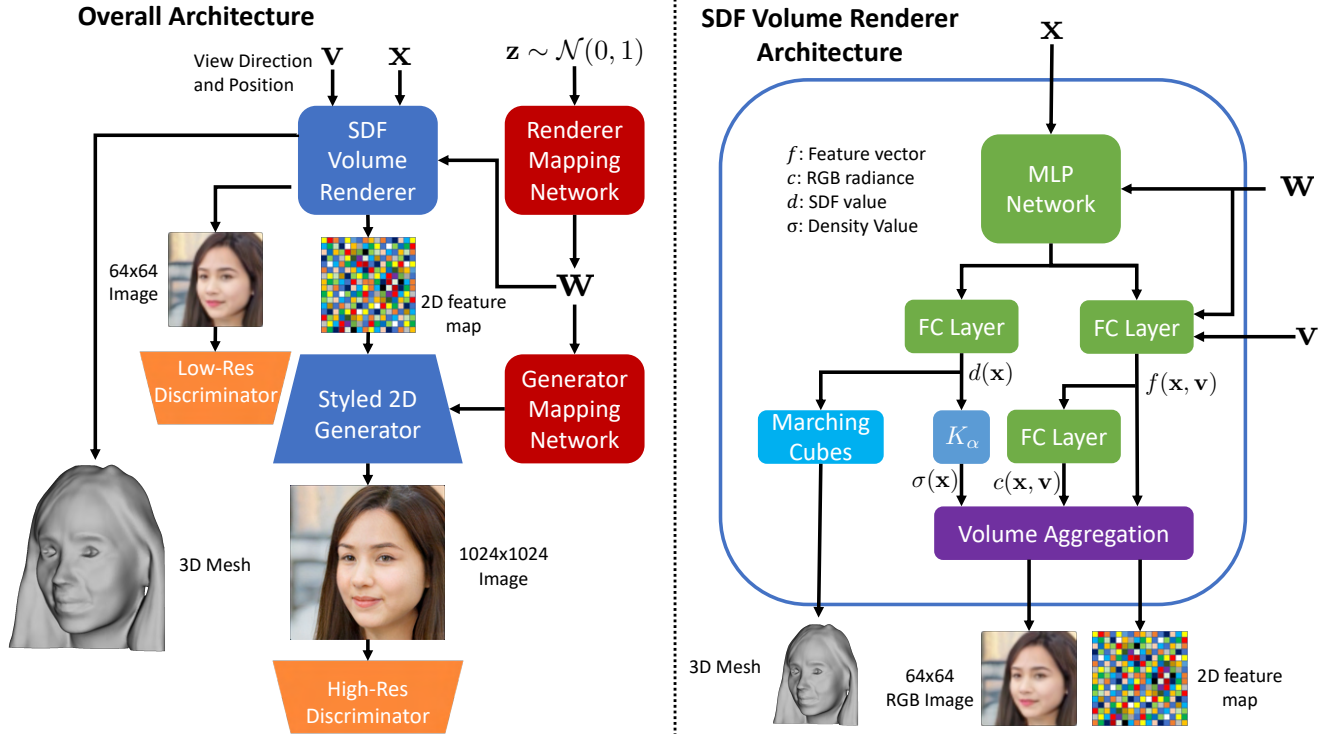 Overall Architecture
View Direction
and Position
v
x
z ∼ N(0, 1)
SDF
Volume
Renderer
Renderer
Mapping
Network
64x64
Image
2D feature
map
w
Low-Res
Discriminator
Styled 2D
Generator
Generator
Mapping
Network
3D Mesh
1024x1024
Image
High-Res
Discriminator
SDF Volume Renderer
Architecture
x
f: Feature vector
c: RGB radiance
d: SDF value
σ: Density Value
MLP
Network
w
FC Layer
FC Layer
v
d(x)
f(x, v)
Marching
Cubes
Kα
FC Layer
σ(x)
c(x, v)
Volume Aggregation
3D Mesh
64x64
RGB Image
2D feature
map